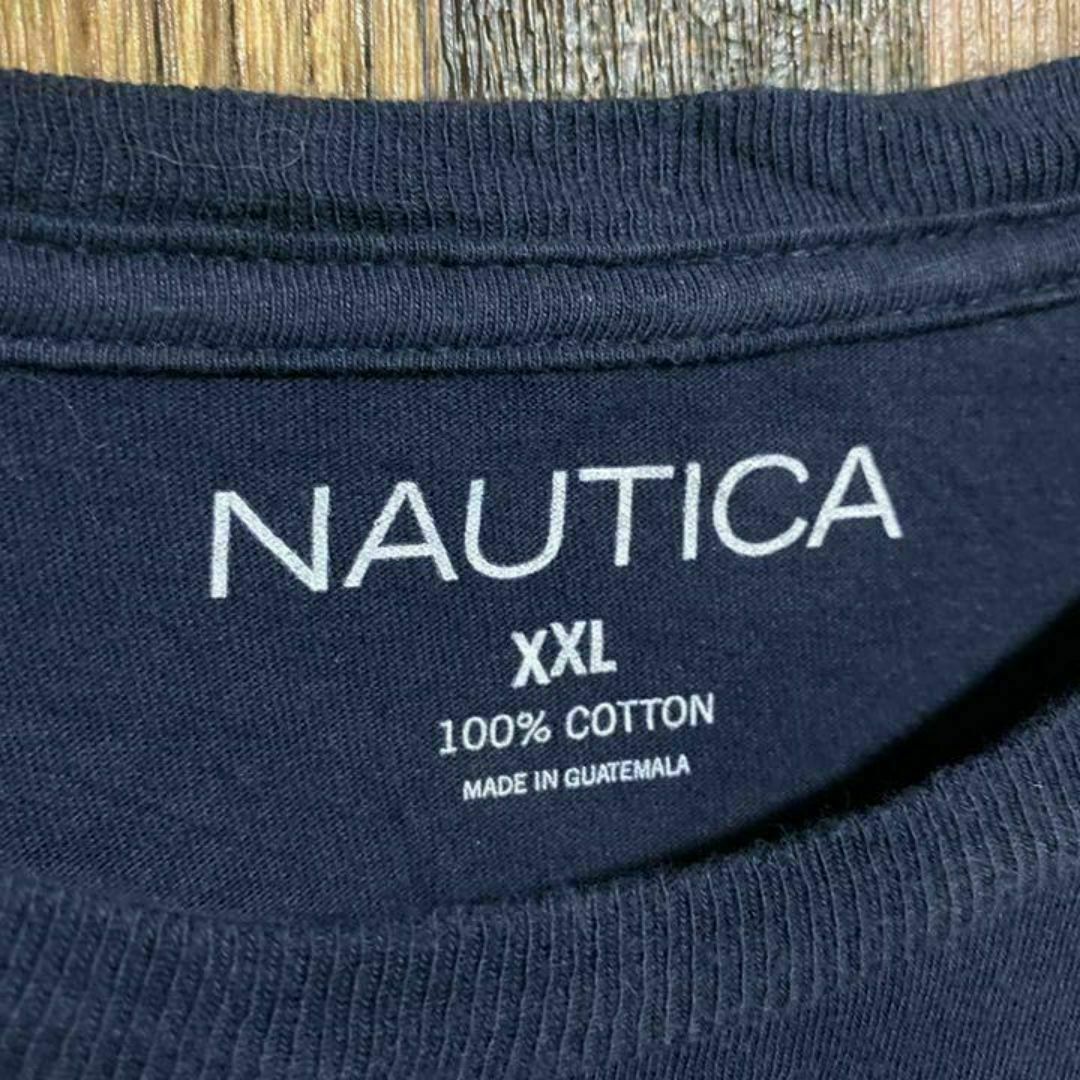 NAUTICA
XXL
100% COTTON
MADE IN GUATEMALA